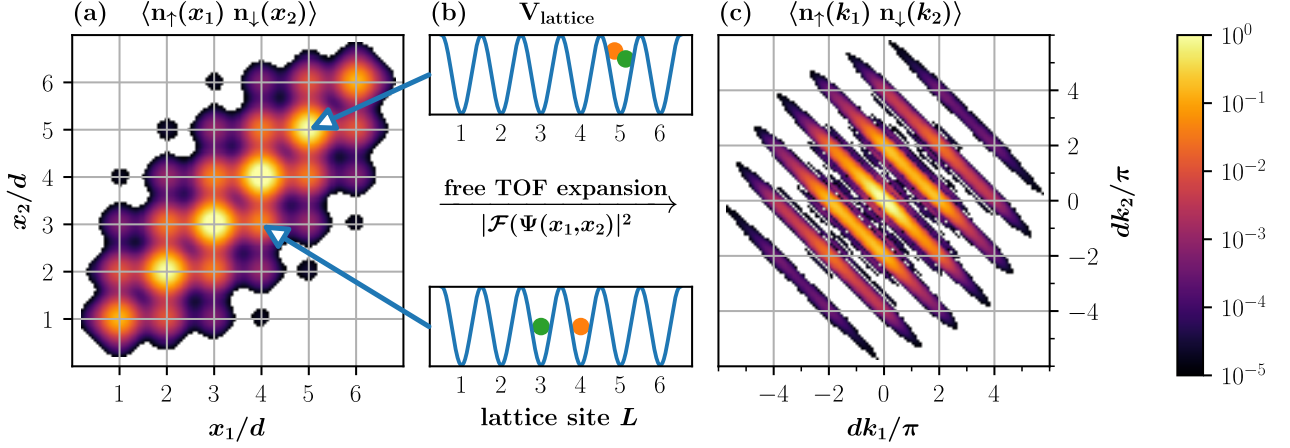 (a) ⟨n↑(x₁) n↓(x₂)⟩
x₂/d
6
5
4
3
2
1
1 2 3 4 5 6
x₁/d
(b) V_lattice
1 2 3 4 5 6
free TOF expansion
|𝓕(Ψ(x₁,x₂)|²
1 2 3 4 5 6
lattice site L
(c) ⟨n↑(k₁) n↓(k₂)⟩
4
2
0
−2
−4
dk₂/π
−4 −2 0 2 4
dk₁/π
10⁰
10⁻¹
10⁻²
10⁻³
10⁻⁴
10⁻⁵